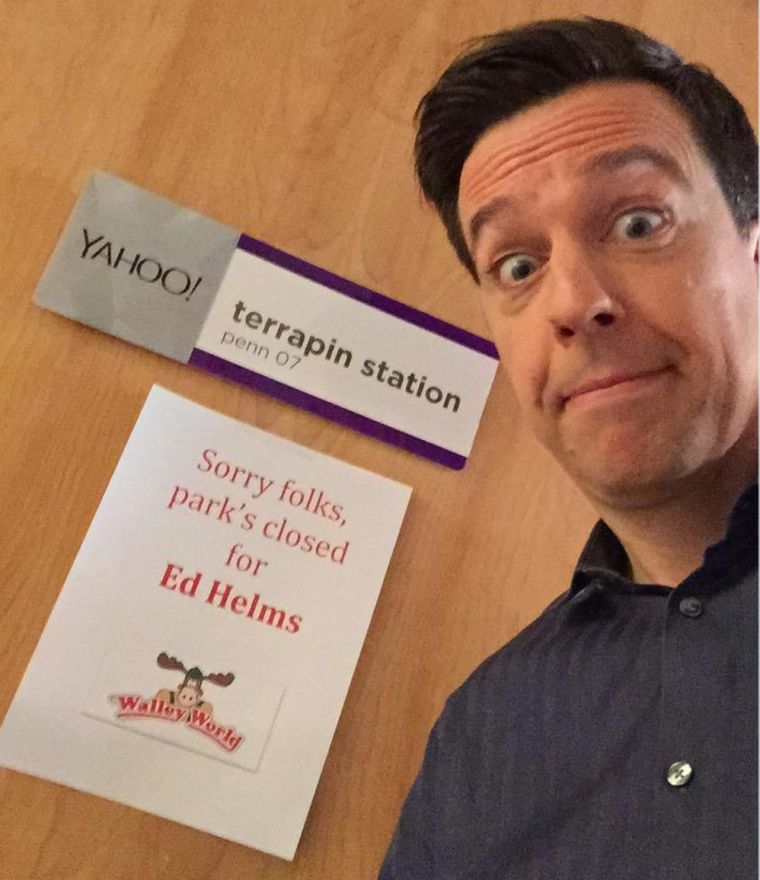 YAHOO!
terrapin station
penn 07
Sorry folks,
park's closed
for
Ed Helms
Walley World